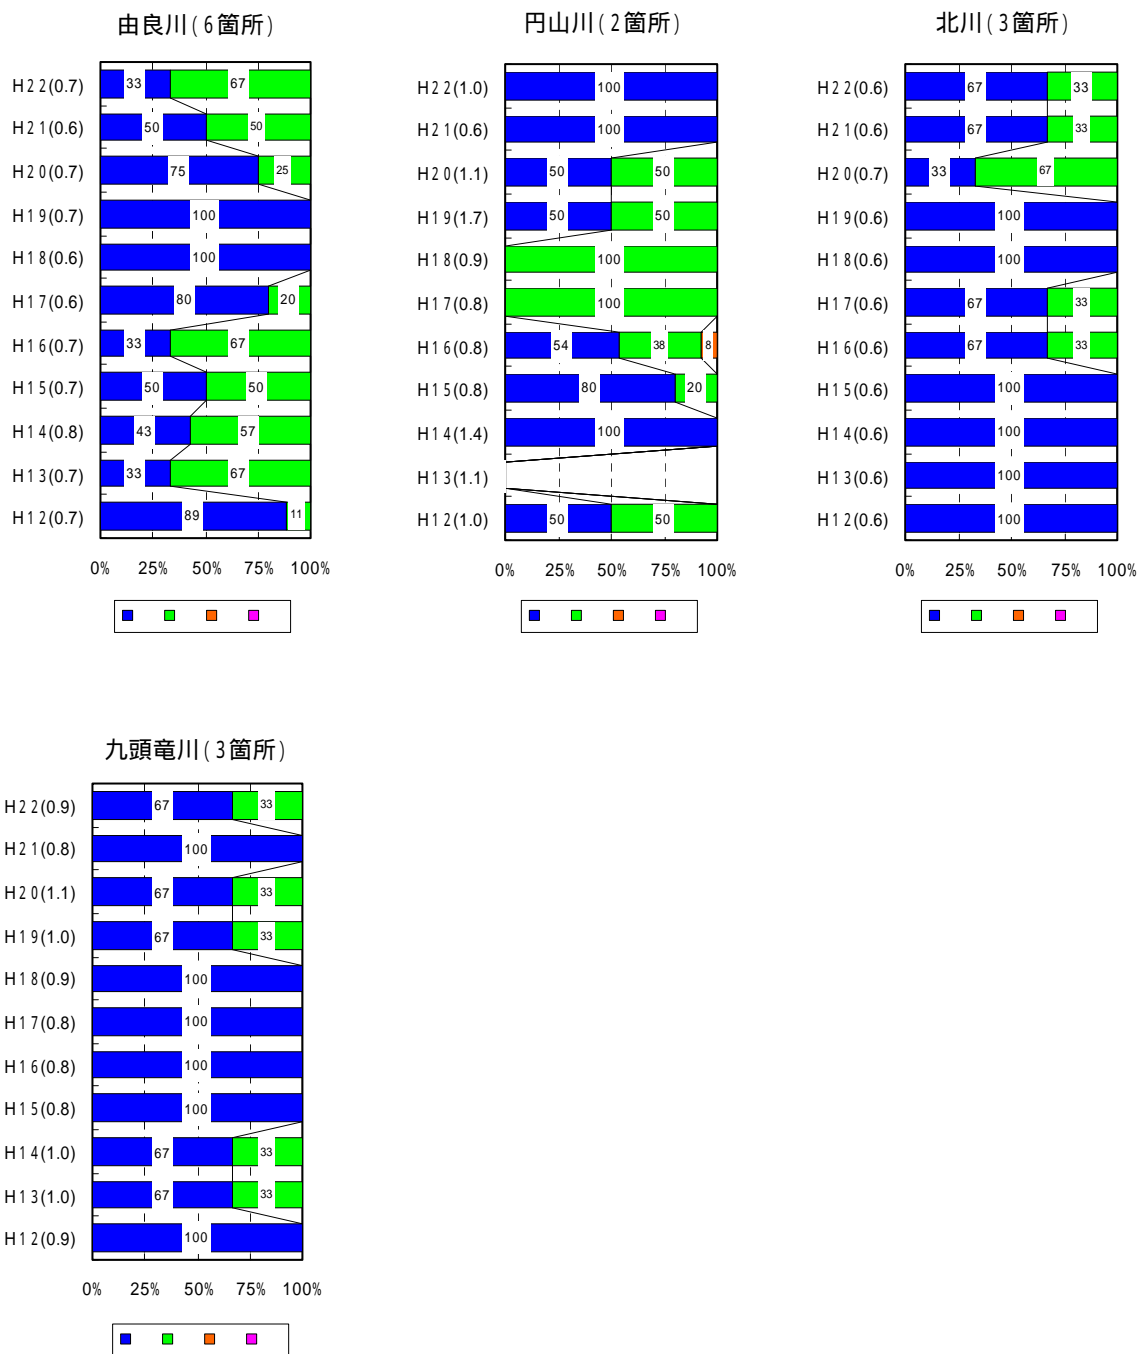 由良川(6箇所)
H22(0.7) 33 67
H21(0.6) 50 50
H20(0.7) 75 25
H19(0.7) 100
H18(0.6) 100
H17(0.6) 80 20
H16(0.7) 33 67
H15(0.7) 50 50
H14(0.8) 43 57
H13(0.7) 33 67
H12(0.7) 89 11
0% 25% 50% 75% 100%
円山川(2箇所)
H22(1.0) 100
H21(0.6) 100
H20(1.1) 50 50
H19(1.7) 50 50
H18(0.9) 100
H17(0.8) 100
H16(0.8) 54 38 8
H15(0.8) 80 20
H14(1.4) 100
H13(1.1)
H12(1.0) 50 50
0% 25% 50% 75% 100%
北川(3箇所)
H22(0.6) 67 33
H21(0.6) 67 33
H20(0.7) 33 67
H19(0.6) 100
H18(0.6) 100
H17(0.6) 67 33
H16(0.6) 67 33
H15(0.6) 100
H14(0.6) 100
H13(0.6) 100
H12(0.6) 100
0% 25% 50% 75% 100%
九頭竜川(3箇所)
H22(0.9) 67 33
H21(0.8) 100
H20(1.1) 67 33
H19(1.0) 67 33
H18(0.9) 100
H17(0.8) 100
H16(0.8) 100
H15(0.8) 100
H14(1.0) 67 33
H13(1.0) 67 33
H12(0.9) 100
0% 25% 50% 75% 100%